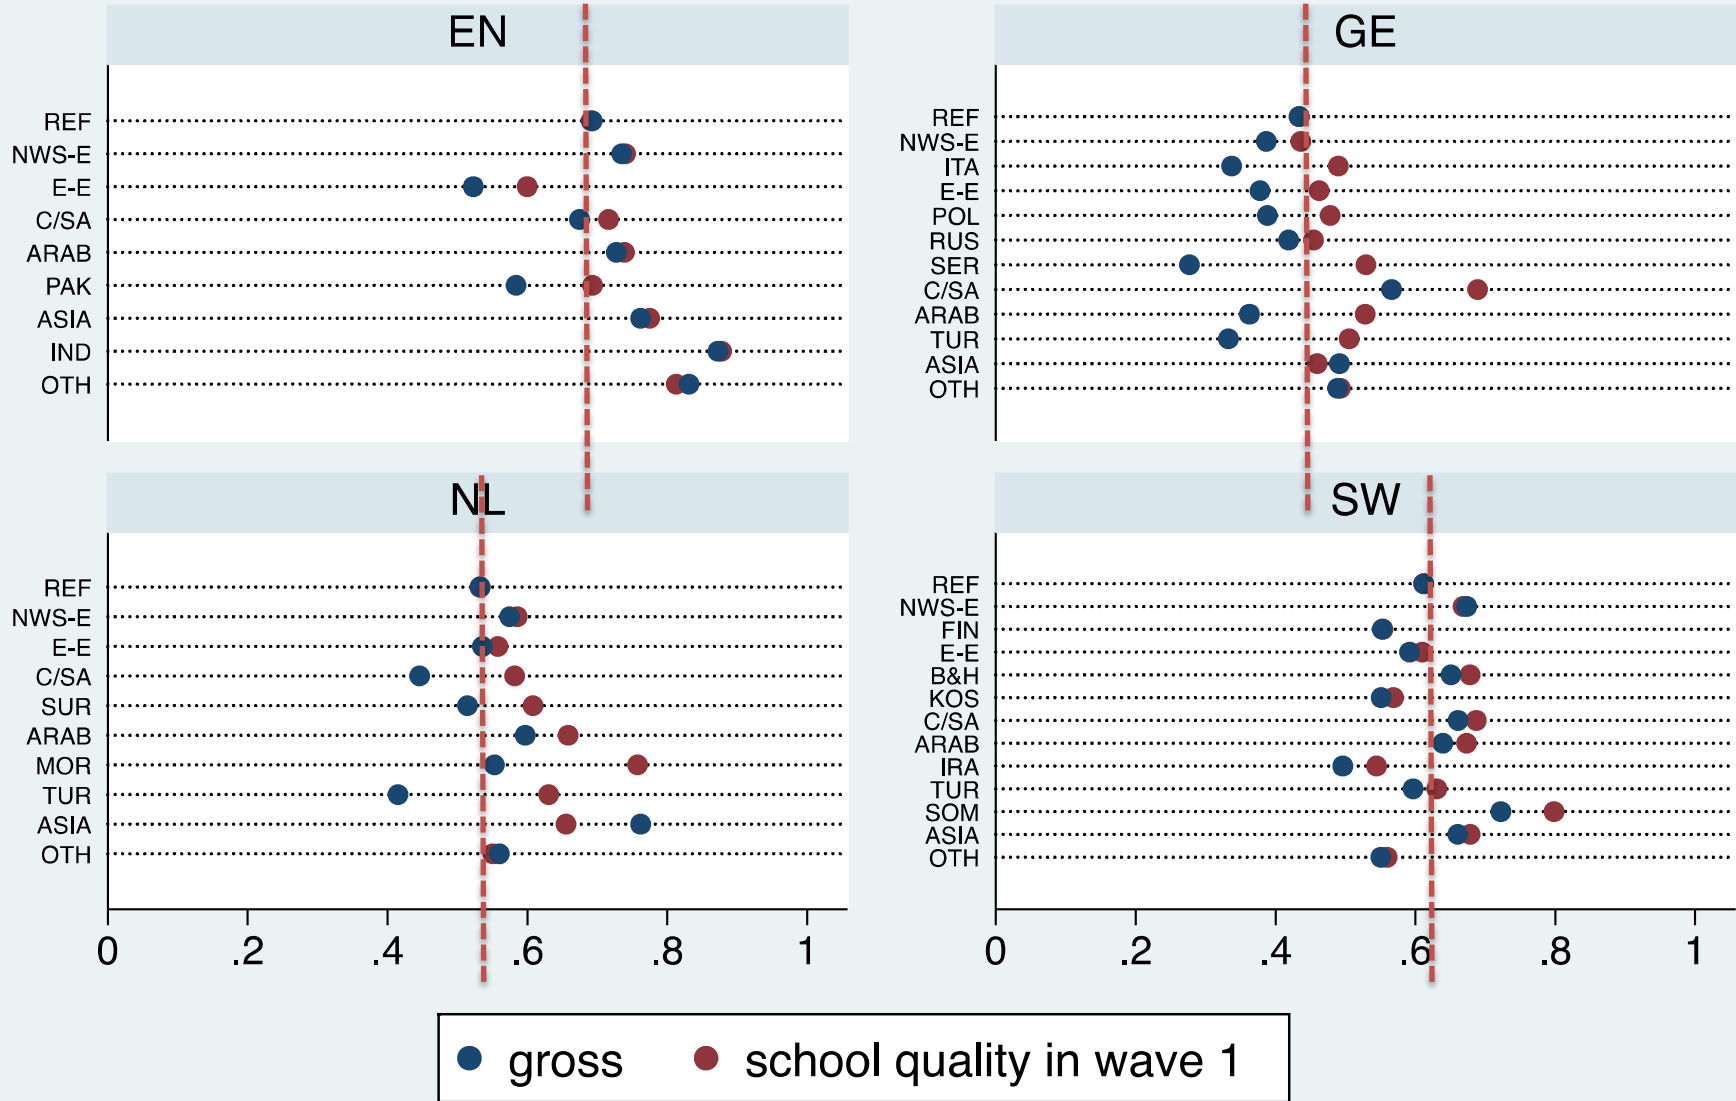 EN
REF
NWS-E
E-E
C/SA
ARAB
PAK
ASIA
IND
OTH
GE
REF
NWS-E
ITA
E-E
POL
RUS
SER
C/SA
ARAB
TUR
ASIA
OTH
NL
REF
NWS-E
E-E
C/SA
SUR
ARAB
MOR
TUR
ASIA
OTH
0 .2 .4 .6 .8 1
SW
REF
NWS-E
FIN
E-E
B&H
KOS
C/SA
ARAB
IRA
TUR
SOM
ASIA
OTH
0 .2 .4 .6 .8 1
gross school quality in wave 1